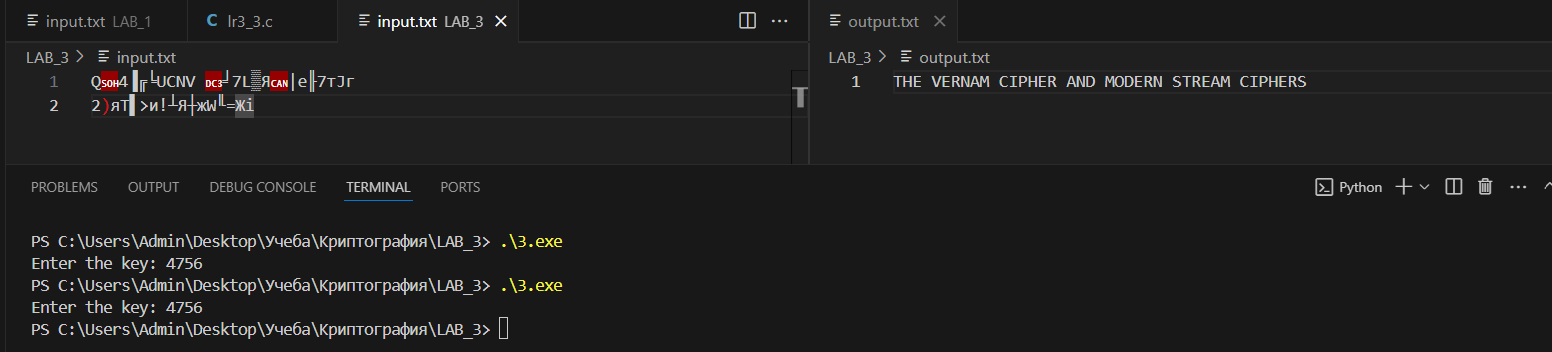 input.txt LAB_1 lr3_3.c input.txt LAB_3 output.txt
LAB_3 > input.txt LAB_3 > output.txt
1 QSOH4▐╔╘UCNV DC3╛7L▒ЯCAN|e╟7тJг
2 2)яТ▌>и!┴Я┼жW╙=Жі
1 THE VERNAM CIPHER AND MODERN STREAM CIPHERS
PROBLEMS OUTPUT DEBUG CONSOLE TERMINAL PORTS Python
PS C:\Users\Admin\Desktop\Учеба\Криптография\LAB_3> .\3.exe
Enter the key: 4756
PS C:\Users\Admin\Desktop\Учеба\Криптография\LAB_3> .\3.exe
Enter the key: 4756
PS C:\Users\Admin\Desktop\Учеба\Криптография\LAB_3>